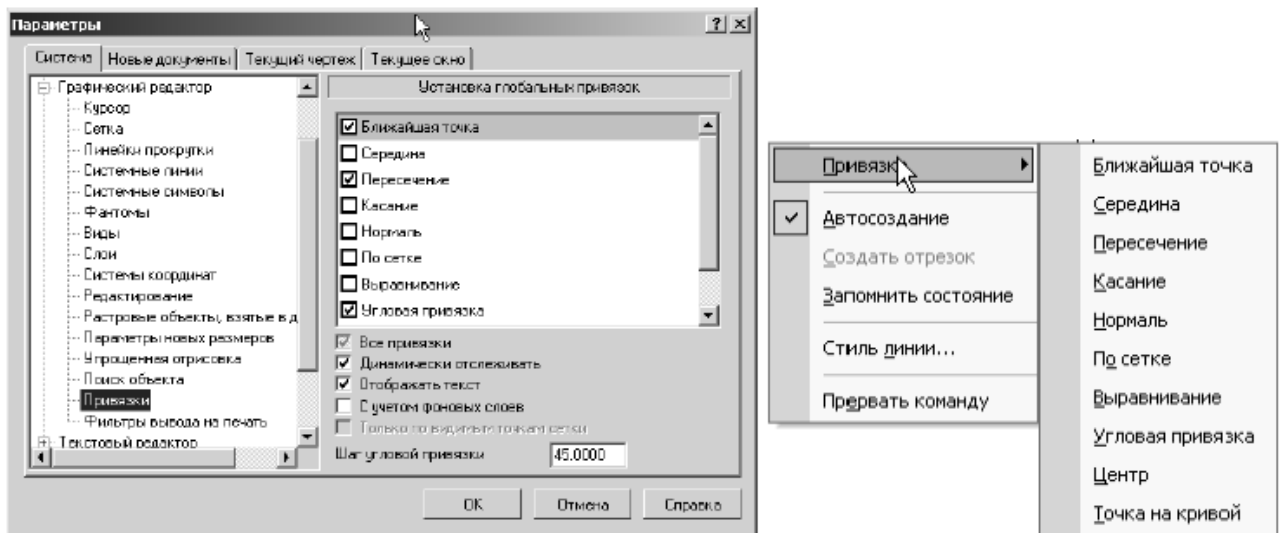 Параметры
Система Новые документы Текущий чертеж Текущее окно
Графический редактор
Курсор
Сетка
Линейки прокрутки
Системные линии
Системные символы
Фантомы
Виды
Слои
Системы координат
Редактирование
Растровые объекты, взятые в д
Параметры новых размеров
Упрощенная отрисовка
Поиск объекта
Привязки
Фильтры вывода на печать
Текстовый редактор
Установка глобальных привязок
Ближайшая точка
Середина
Пересечение
Касание
Нормаль
По сетке
Выравнивание
Угловая привязка
Все привязки
Динамически отслеживать
Отображать текст
С учетом фоновых слоев
Только по видимым точкам сетки
Шаг угловой привязки 45.0000
OK Отмена Справка
Привязк
Автосоздание
Создать отрезок
Запомнить состояние
Стиль линии...
Прервать команду
Ближайшая точка
Середина
Пересечение
Касание
Нормаль
По сетке
Выравнивание
Угловая привязка
Центр
Точка на кривой